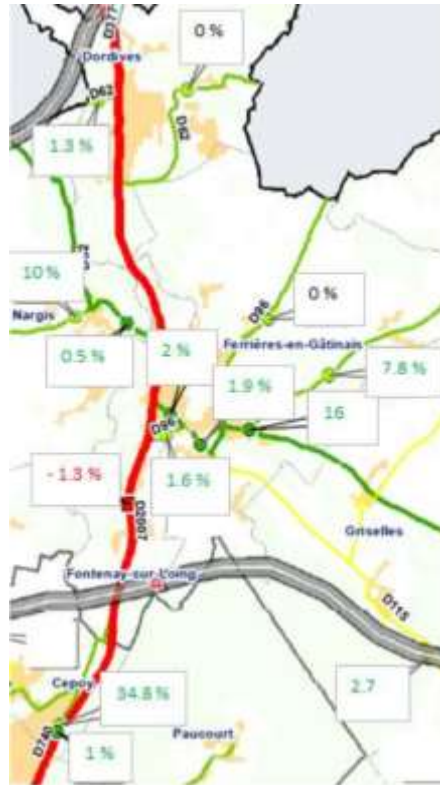 0 %
Dordives
D62
D62
1.3 %
10 %
Nargis
0 %
D96
0.5 %
2 %
Ferrières-en-Gâtinais
7.8 %
1.9 %
16
D96
- 1.3 %
1.6 %
D2007
Griselles
Fontenay-sur-Loing
D115
2.7
Cepoy
34.8 %
Paucourt
D740
1 %